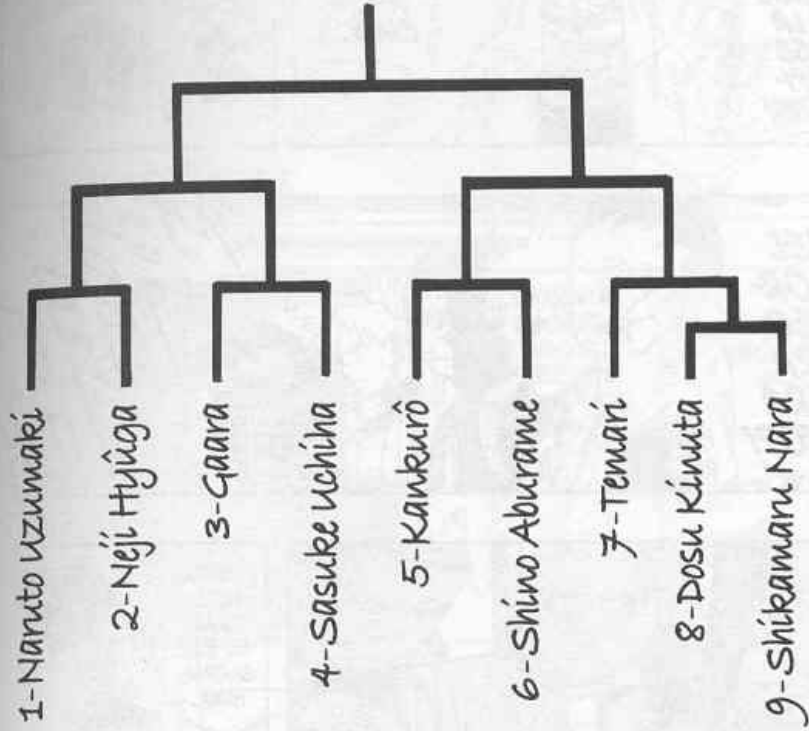 1-Naruto Uzumaki
2-Neji Hyûga
3-Gaara
4-Sasuke Uchiha
5-Kankurô
6-Shino Aburame
7-Temari
8-Dosu Kinuta
9-Shikamaru Nara